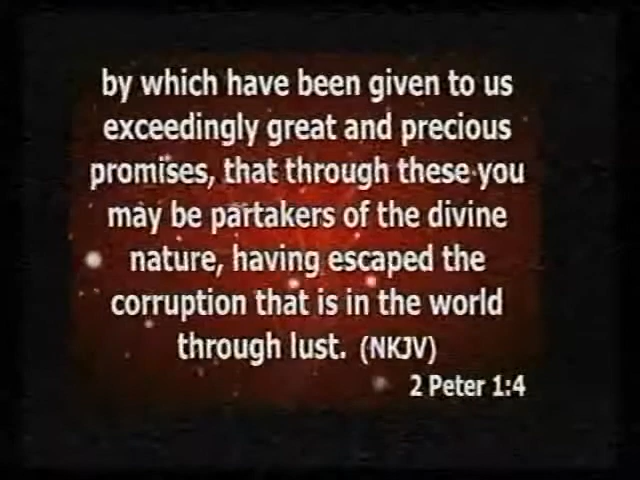 by which have been given to us
exceedingly great and precious
promises, that through these you
may be partakers of the divine
nature, having escaped the
corruption that is in the world
through lust. (NKJV)
2 Peter 1:4